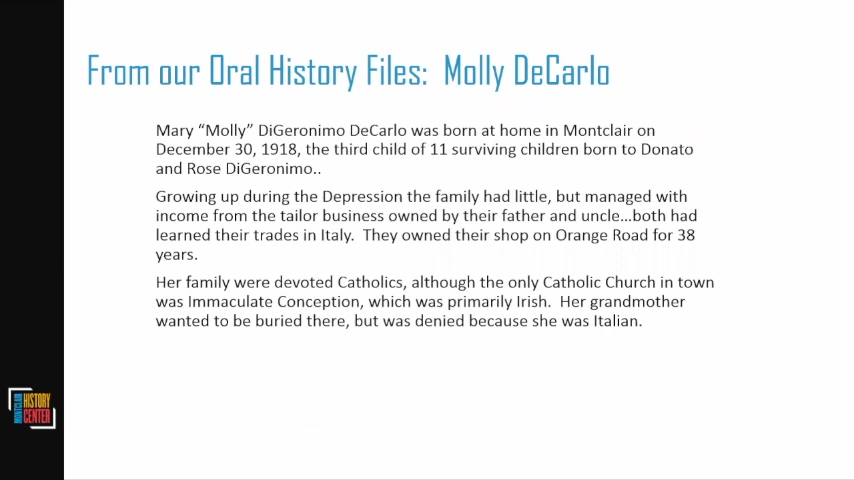 From our Oral History Files: Molly DeCarlo
Mary “Molly” DiGeronimo DeCarlo was born at home in Montclair on
December 30, 1918, the third child of 11 surviving children born to Donato
and Rose DiGeronimo..
Growing up during the Depression the family had little, but managed with
income from the tailor business owned by their father and uncle…both had
learned their trades in Italy. They owned their shop on Orange Road for 38
years.
Her family were devoted Catholics, although the only Catholic Church in town
was Immaculate Conception, which was primarily Irish. Her grandmother
wanted to be buried there, but was denied because she was Italian.
MONTCLAIR
HISTORY
CENTER